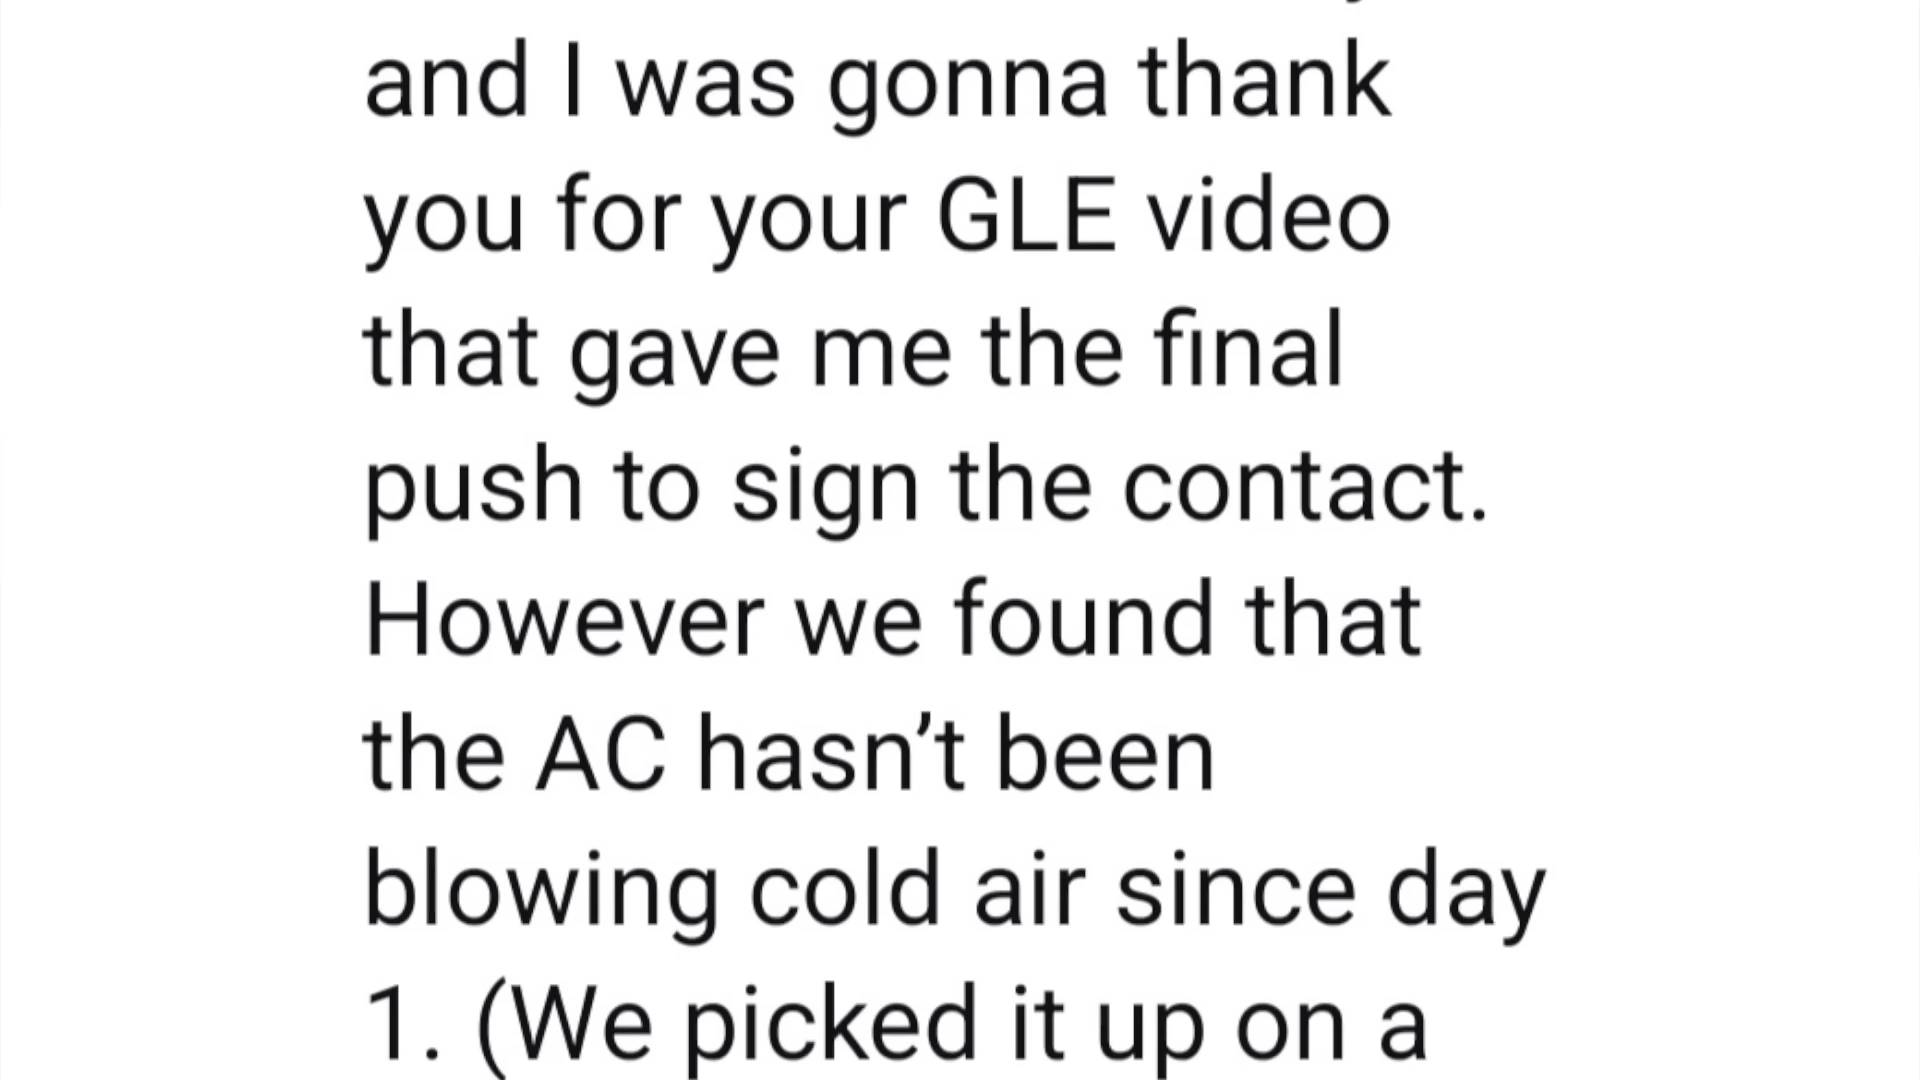 and I was gonna thank
you for your GLE video
that gave me the final
push to sign the contact.
However we found that
the AC hasn’t been
blowing cold air since day
1. (We picked it up on a